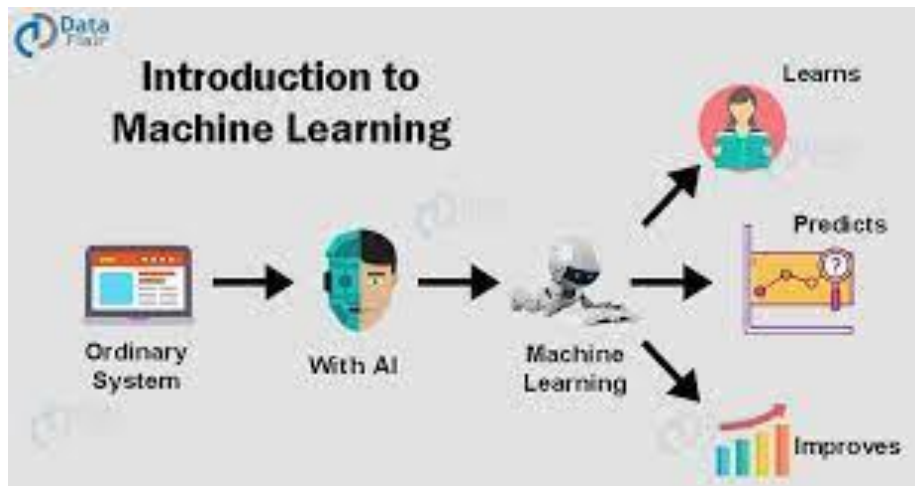 Data
Flair
Introduction to
Machine Learning
Learns
Predicts
?
Ordinary
System
With AI
Machine
Learning
Improves